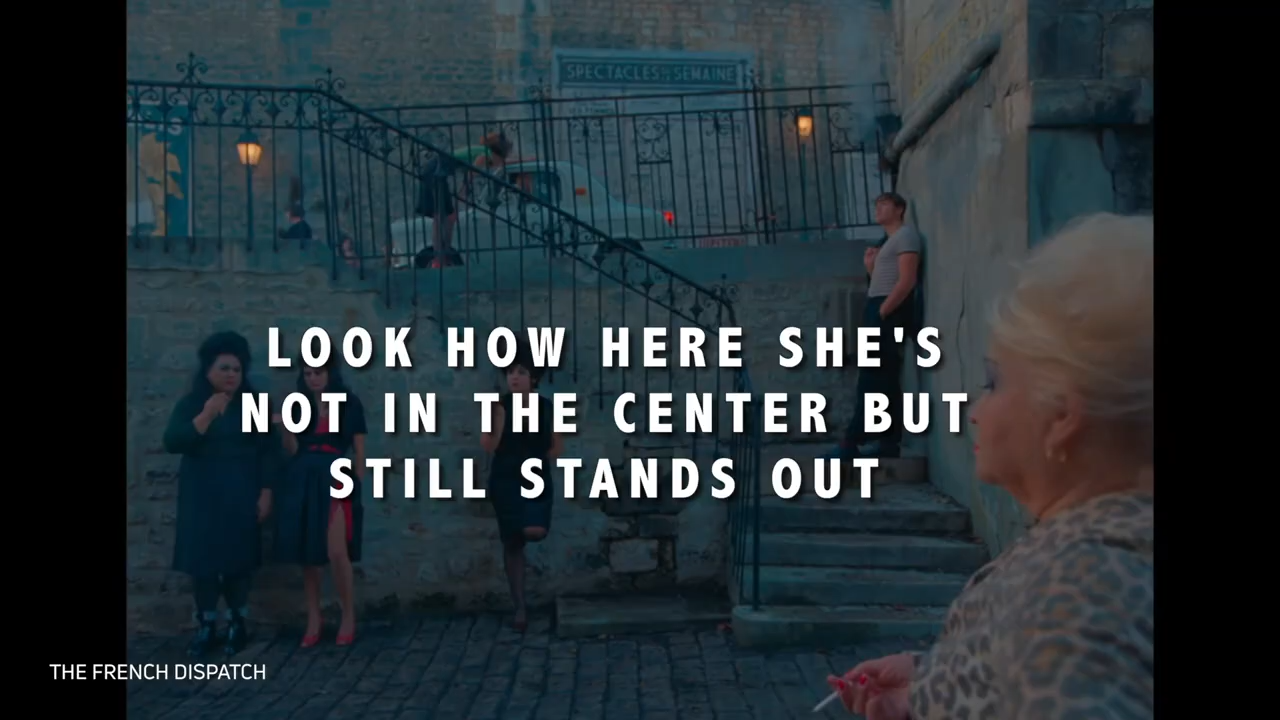 SPECTACLES DE LA SEMAINE
LOOK HOW HERE SHE'S
NOT IN THE CENTER BUT
STILL STANDS OUT
THE FRENCH DISPATCH